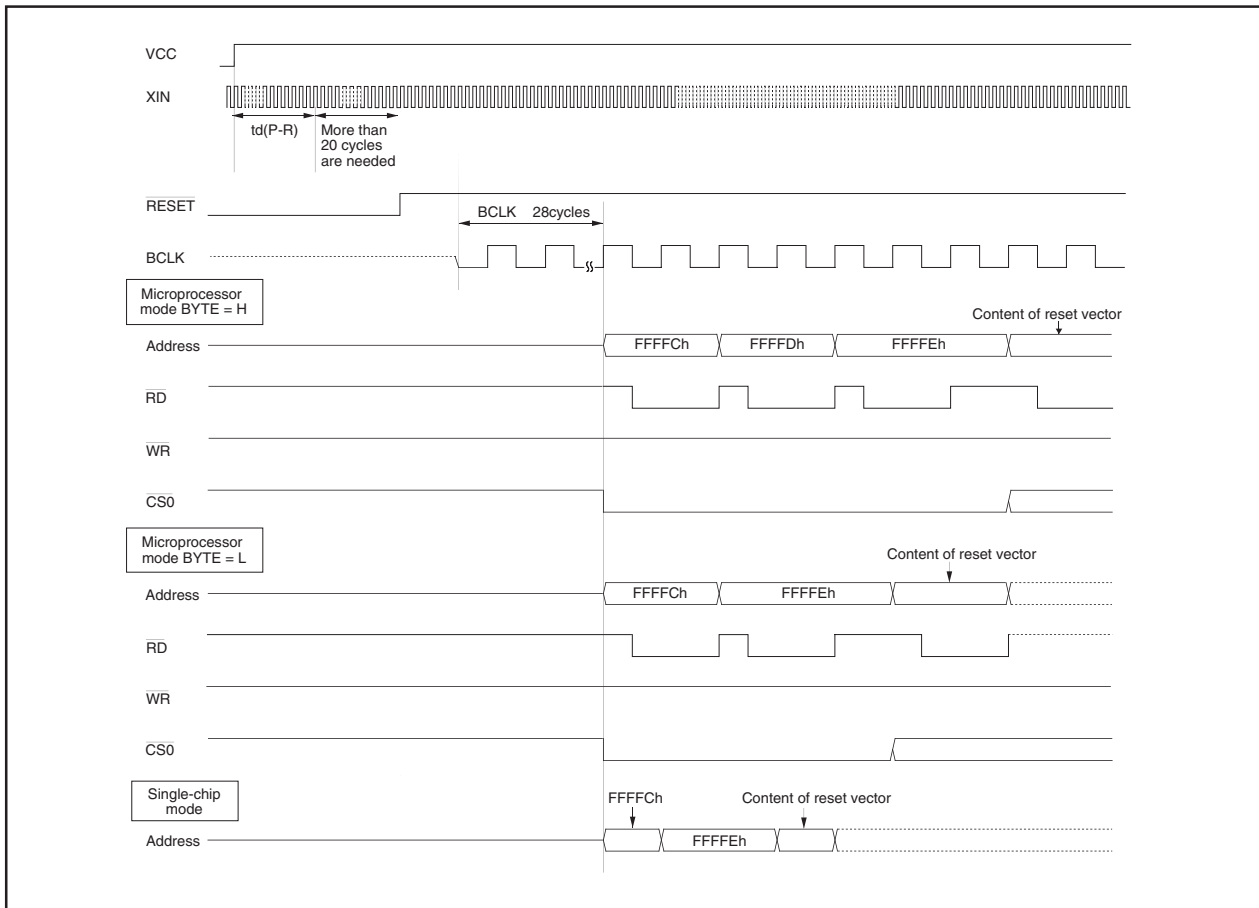 VCC
XIN
td(P-R)
More than
20 cycles
are needed
RESET
BCLK 28cycles
BCLK
Microprocessor
mode BYTE = H
Content of reset vector
Address
FFFFCh
FFFFDh
FFFFEh
RD
WR
CS0
Microprocessor
mode BYTE = L
Content of reset vector
Address
FFFFCh
FFFFEh
RD
WR
CS0
Single-chip
mode
FFFFCh
Content of reset vector
Address
FFFFEh